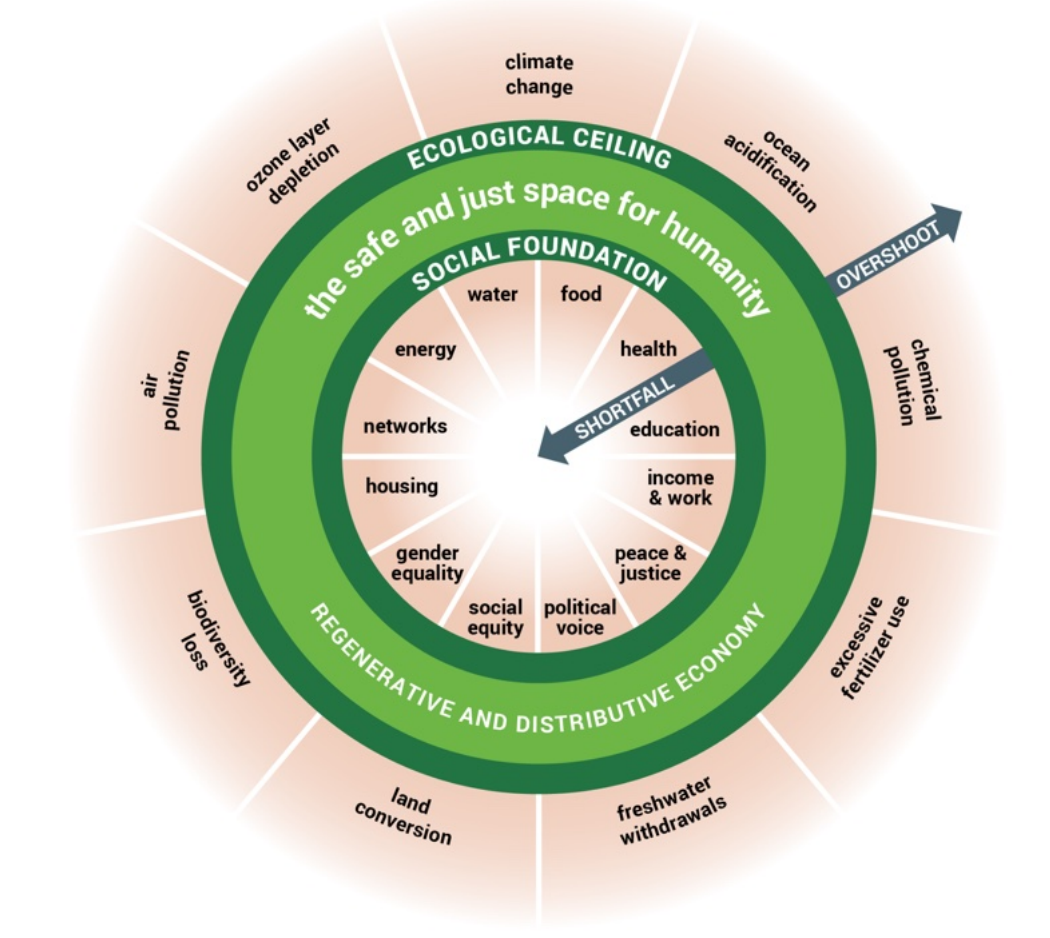 climate
change
ozone layer
depletion
ocean
acidification
ECOLOGICAL CEILING
the safe and just space for humanity
OVERSHOOT
SOCIAL FOUNDATION
water
food
energy
health
SHORTFALL
networks
education
housing
income
& work
gender
equality
peace &
justice
social
equity
political
voice
air
pollution
chemical
pollution
biodiversity
loss
excessive
fertilizer use
REGENERATIVE AND DISTRIBUTIVE ECONOMY
land
conversion
freshwater
withdrawals